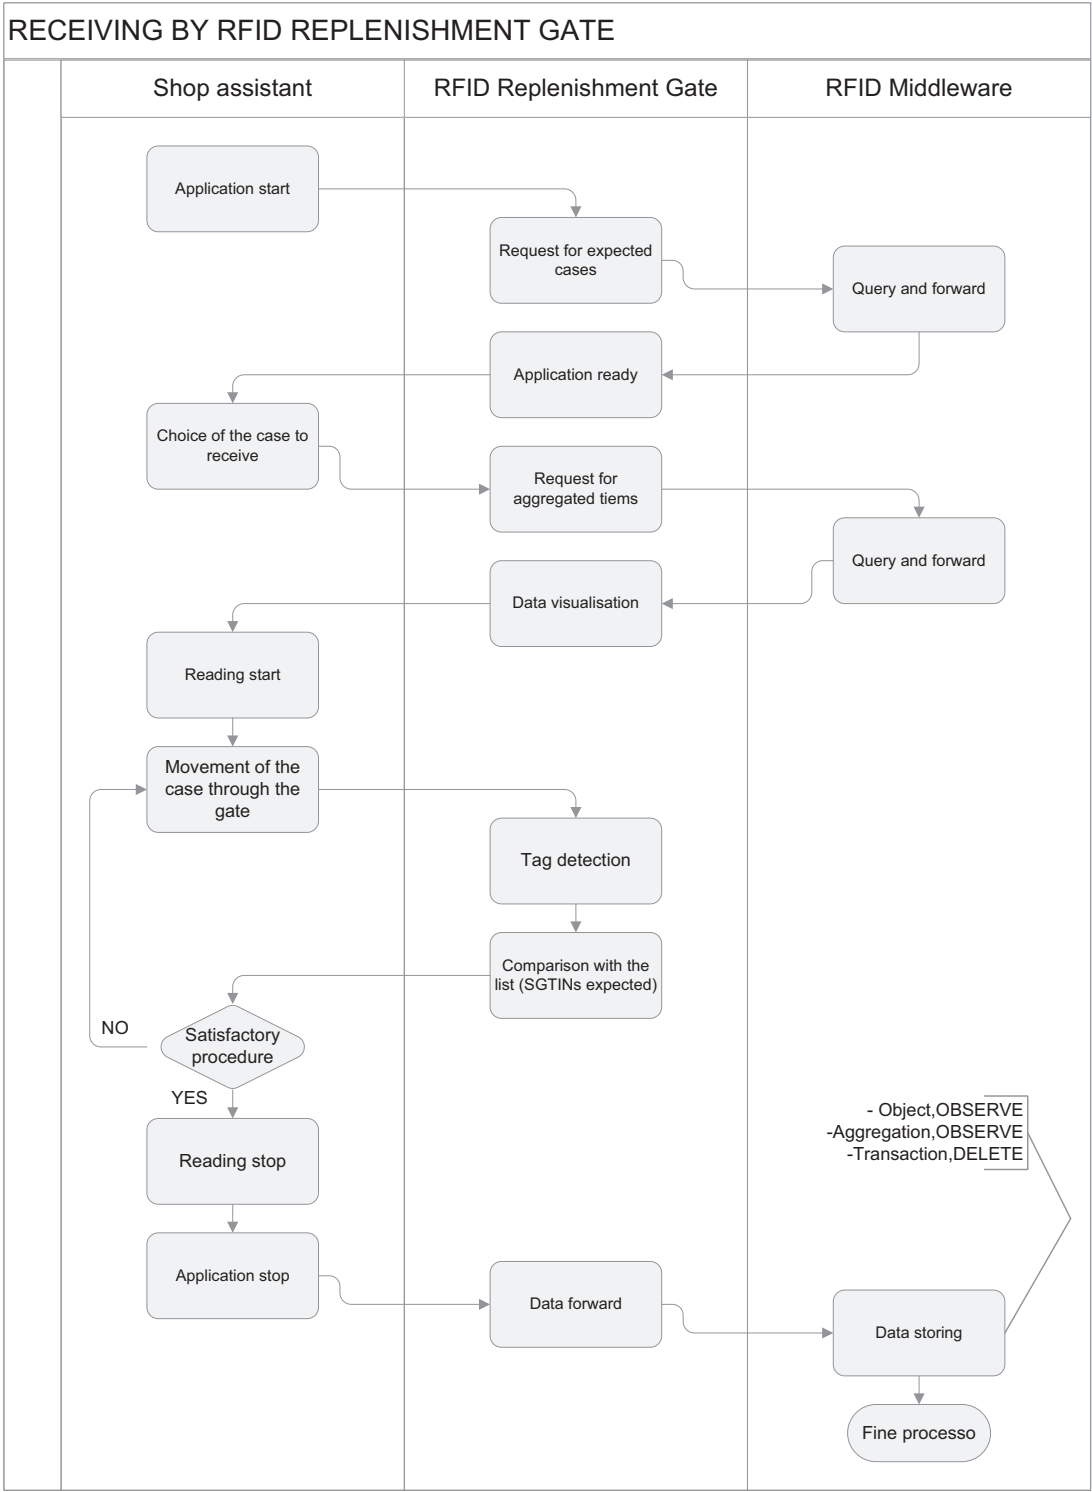 RECEIVING BY RFID REPLENISHMENT GATE
Shop assistant
RFID Replenishment Gate
RFID Middleware
Application start
Request for expected
cases
Query and forward
Application ready
Choice of the case to
receive
Request for
aggregated tiems
Query and forward
Data visualisation
Reading start
Movement of the
case through the
gate
Tag detection
Comparison with the
list (SGTINs expected)
NO
Satisfactory
procedure
YES
Reading stop
- Object,OBSERVE
-Aggregation,OBSERVE
-Transaction,DELETE
Application stop
Data forward
Data storing
Fine processo